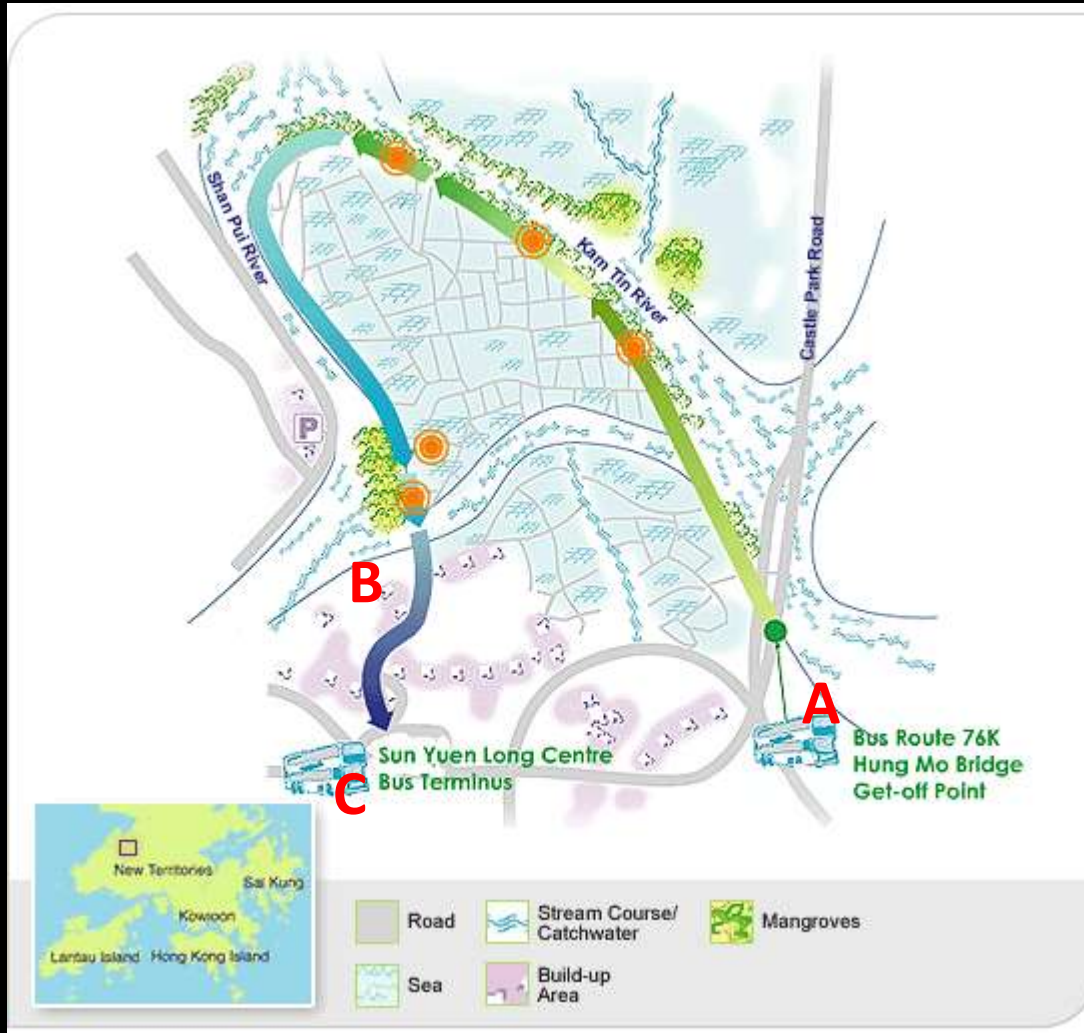 Shan Pui River
Kam Tin River
Castle Park Road
P
B
A
Bus Route 76K
Hung Mo Bridge
Get-off Point
Sun Yuen Long Centre
Bus Terminus
C
New Territories
Sai Kung
Kowloon
Lantau Island
Hong Kong Island
Road
Stream Course/
Catchwater
Mangroves
Sea
Build-up
Area